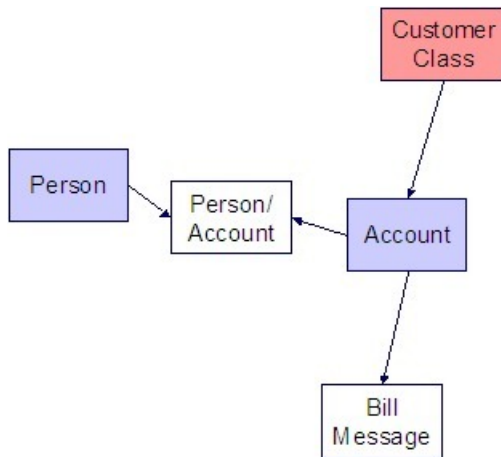 Customer
Class
Person
Person/
Account
Account
Bill
Message